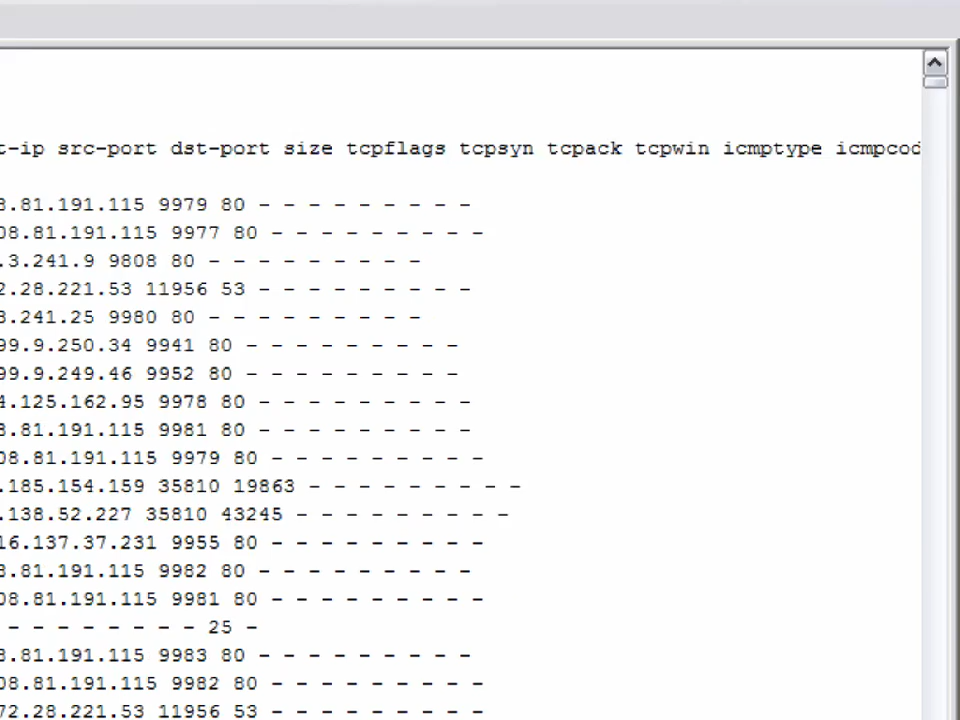 t-ip src-port dst-port size tcpflags tcpsyn tcpack tcpwin icmptype icmpcod
8.81.191.115 9979 80 - - - - - - - - -
08.81.191.115 9977 80 - - - - - - - - -
.3.241.9 9808 80 - - - - - - - - -
2.28.221.53 11956 53 - - - - - - - - -
3.241.25 9980 80 - - - - - - - - -
99.9.250.34 9941 80 - - - - - - - - -
99.9.249.46 9952 80 - - - - - - - - -
4.125.162.95 9978 80 - - - - - - - - -
8.81.191.115 9981 80 - - - - - - - - -
08.81.191.115 9979 80 - - - - - - - - -
.185.154.159 35810 19863 - - - - - - - - -
.138.52.227 35810 43245 - - - - - - - - -
16.137.37.231 9955 80 - - - - - - - - -
8.81.191.115 9982 80 - - - - - - - - -
08.81.191.115 9981 80 - - - - - - - - -
- - - - - - - - 25 -
8.81.191.115 9983 80 - - - - - - - - -
08.81.191.115 9982 80 - - - - - - - - -
72.28.221.53 11956 53 - - - - - - - - -